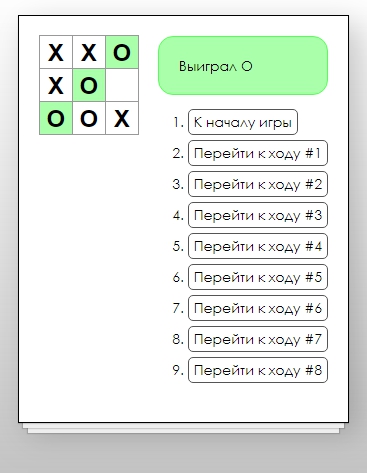 X X O
X O
O O X
Выиграл O
1. К началу игры
2. Перейти к ходу #1
3. Перейти к ходу #2
4. Перейти к ходу #3
5. Перейти к ходу #4
6. Перейти к ходу #5
7. Перейти к ходу #6
8. Перейти к ходу #7
9. Перейти к ходу #8